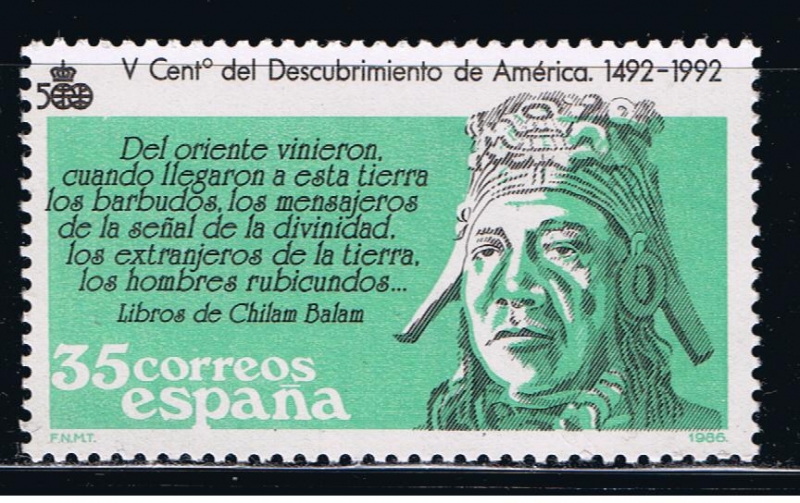 V Centº del Descubrimiento de América. 1492-1992
500
Del oriente vinieron,
cuando llegaron a esta tierra
los barbudos, los mensajeros
de la señal de la divinidad,
los extranjeros de la tierra,
los hombres rubicundos...
Libros de Chilam Balam
35 correos
españa
F.N.M.T.
1986.